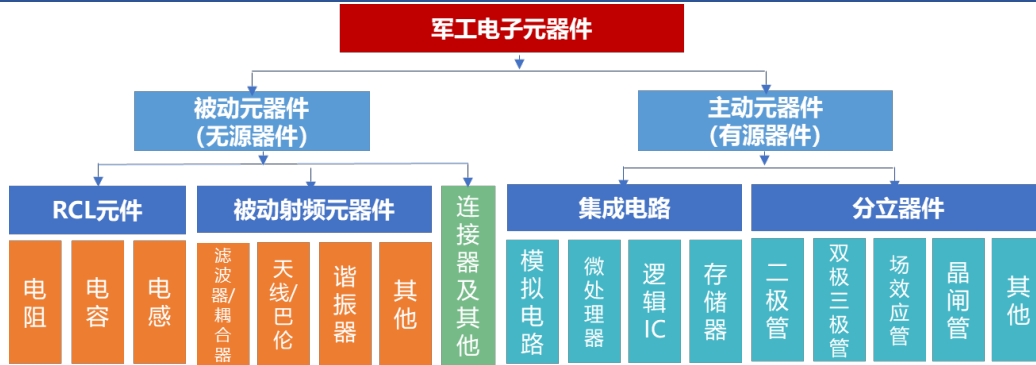 军工电子元器件
被动元器件
(无源器件)
主动元器件
(有源器件)
RCL元件
被动射频元器件
连接器及其他
集成电路
分立器件
电阻
电容
电感
滤波器/耦合器
天线/巴伦
谐振器
其他
模拟电路
微处理器
逻辑IC
存储器
二极管
双极三极管
场效应管
晶闸管
其他